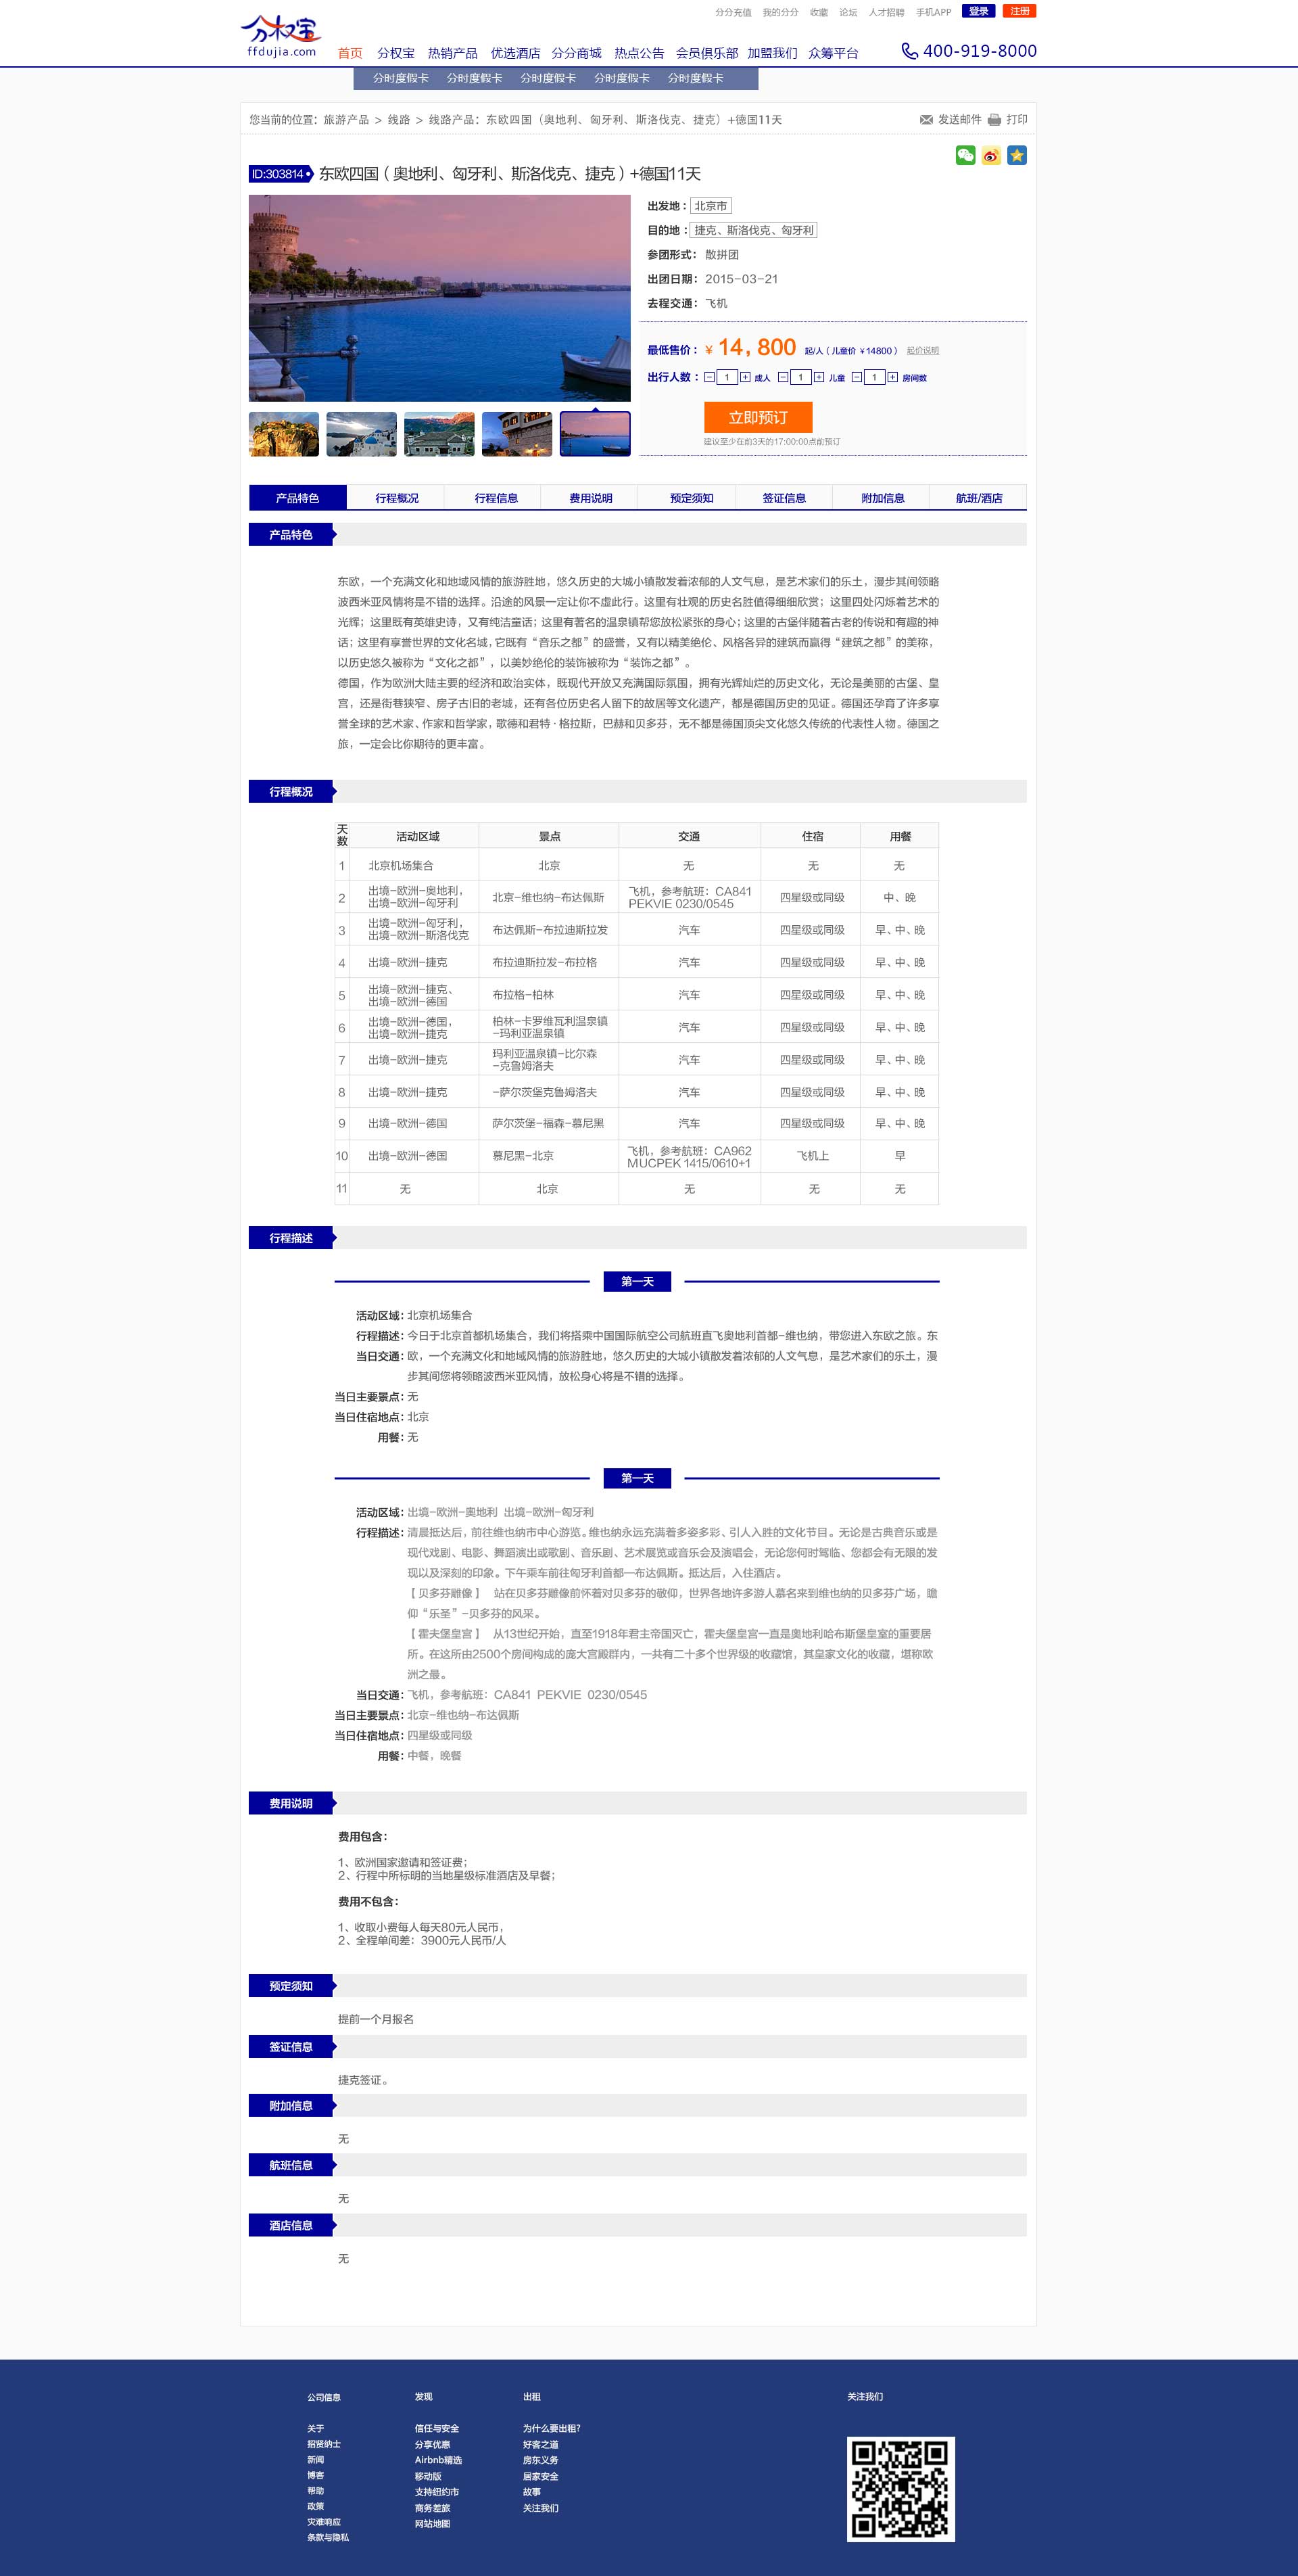 分分充值 我的分分 收藏 论坛 人才招聘 手机APP 登录 注册
分权宝
ffdujia.com
首页 分权宝 热销产品 优选酒店 分分商城 热点公告 会员俱乐部 加盟我们 众筹平台 400-919-8000
分时度假卡 分时度假卡 分时度假卡 分时度假卡 分时度假卡
您当前的位置：旅游产品 > 线路 > 线路产品：东欧四国（奥地利、匈牙利、斯洛伐克、捷克）+德国11天 发送邮件 打印
ID:303814 东欧四国（奥地利、匈牙利、斯洛伐克、捷克）+德国11天
出发地：北京市
目的地：捷克、斯洛伐克、匈牙利
参团形式：散拼团
出团日期：2015-03-21
去程交通：飞机
最低售价：￥14，800 起/人（儿童价 ￥14800） 起价说明
出行人数：- 1 + 成人 - 1 + 儿童 - 1 + 房间数
立即预订
建议至少在前3天的17:00:00点前预订
产品特色 行程概况 行程信息 费用说明 预定须知 签证信息 附加信息 航班/酒店
产品特色
东欧，一个充满文化和地域风情的旅游胜地，悠久历史的大城小镇散发着浓郁的人文气息，是艺术家们的乐土，漫步其间领略
波西米亚风情将是不错的选择。沿途的风景一定让你不虚此行。这里有壮观的历史名胜值得细细欣赏；这里四处闪烁着艺术的
光辉；这里既有英雄史诗，又有纯洁童话；这里有著名的温泉镇帮您放松紧张的身心；这里的古堡伴随着古老的传说和有趣的神
话；这里有享誉世界的文化名城，它既有“音乐之都”的盛誉，又有以精美绝伦、风格各异的建筑而赢得“建筑之都”的美称，
以历史悠久被称为“文化之都”，以美妙绝伦的装饰被称为“装饰之都”。
德国，作为欧洲大陆主要的经济和政治实体，既现代开放又充满国际氛围，拥有光辉灿烂的历史文化，无论是美丽的古堡、皇
宫，还是街巷狭窄、房子古旧的老城，还有各位历史名人留下的故居等文化遗产，都是德国历史的见证。德国还孕育了许多享
誉全球的艺术家、作家和哲学家，歌德和君特·格拉斯，巴赫和贝多芬，无不都是德国顶尖文化悠久传统的代表性人物。德国之
旅，一定会比你期待的更丰富。
行程概况
天数 活动区域 景点 交通 住宿 用餐
1 北京机场集合 北京 无 无 无
2 出境-欧洲-奥地利，出境-欧洲-匈牙利 北京-维也纳-布达佩斯 飞机，参考航班：CA841 PEKVIE 0230/0545 四星级或同级 中、晚
3 出境-欧洲-匈牙利，出境-欧洲-斯洛伐克 布达佩斯-布拉迪斯拉发 汽车 四星级或同级 早、中、晚
4 出境-欧洲-捷克 布拉迪斯拉发-布拉格 汽车 四星级或同级 早、中、晚
5 出境-欧洲-捷克、出境-欧洲-德国 布拉格-柏林 汽车 四星级或同级 早、中、晚
6 出境-欧洲-德国，出境-欧洲-捷克 柏林-卡罗维瓦利温泉镇-玛利亚温泉镇 汽车 四星级或同级 早、中、晚
7 出境-欧洲-捷克 玛利亚温泉镇-比尔森-克鲁姆洛夫 汽车 四星级或同级 早、中、晚
8 出境-欧洲-捷克 -萨尔茨堡克鲁姆洛夫 汽车 四星级或同级 早、中、晚
9 出境-欧洲-德国 萨尔茨堡-福森-慕尼黑 汽车 四星级或同级 早、中、晚
10 出境-欧洲-德国 慕尼黑-北京 飞机，参考航班：CA962 MUCPEK 1415/0610+1 飞机上 早
11 无 北京 无 无 无
行程描述
第一天
活动区域：北京机场集合
行程描述：今日于北京首都机场集合，我们将搭乘中国国际航空公司航班直飞奥地利首都-维也纳，带您进入东欧之旅。东
当日交通：欧，一个充满文化和地域风情的旅游胜地，悠久历史的大城小镇散发着浓郁的人文气息，是艺术家们的乐土，漫
步其间您将领略波西米亚风情，放松身心将是不错的选择。
当日主要景点：无
当日住宿地点：北京
用餐：无
第一天
活动区域：出境-欧洲-奥地利 出境-欧洲-匈牙利
行程描述：清晨抵达后，前往维也纳市中心游览。维也纳永远充满着多姿多彩、引人入胜的文化节目。无论是古典音乐或是
现代戏剧、电影、舞蹈演出或歌剧、音乐剧、艺术展览或音乐会及演唱会，无论您何时驾临、您都会有无限的发
现以及深刻的印象。下午乘车前往匈牙利首都—布达佩斯。抵达后，入住酒店。
【贝多芬雕像】 站在贝多芬雕像前怀着对贝多芬的敬仰，世界各地许多游人慕名来到维也纳的贝多芬广场，瞻
仰“乐圣”-贝多芬的风采。
【霍夫堡皇宫】 从13世纪开始，直至1918年君主帝国灭亡，霍夫堡皇宫一直是奥地利哈布斯堡皇室的重要居
所。在这所由2500个房间构成的庞大宫殿群内，一共有二十多个世界级的收藏馆，其皇家文化的收藏，堪称欧
洲之最。
当日交通：飞机，参考航班：CA841 PEKVIE 0230/0545
当日主要景点：北京-维也纳-布达佩斯
当日住宿地点：四星级或同级
用餐：中餐，晚餐
费用说明
费用包含：
1、欧洲国家邀请和签证费；
2、行程中所标明的当地星级标准酒店及早餐；
费用不包含：
1、收取小费每人每天80元人民币，
2、全程单间差：3900元人民币/人
预定须知
提前一个月报名
签证信息
捷克签证。
附加信息
无
航班信息
无
酒店信息
无
公司信息 发现 出租 关注我们
关于 信任与安全 为什么要出租?
招贤纳士 分享优惠 好客之道
新闻 Airbnb精选 房东义务
博客 移动版 居家安全
帮助 支持纽约市 故事
政策 商务差旅 关注我们
灾难响应 网站地图
条款与隐私